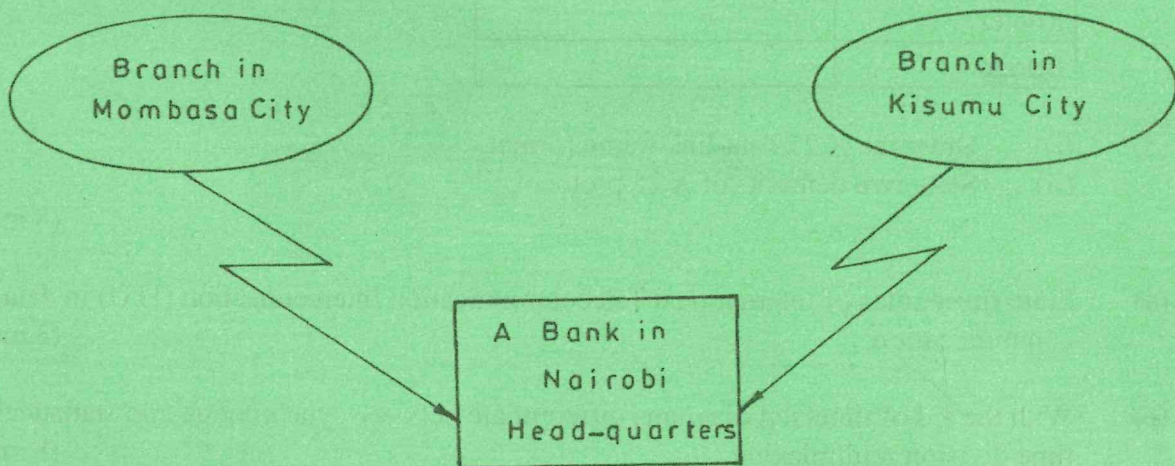 Branch in
Mombasa City
Branch in
Kisumu City
A Bank in
Nairobi
Head-quarters